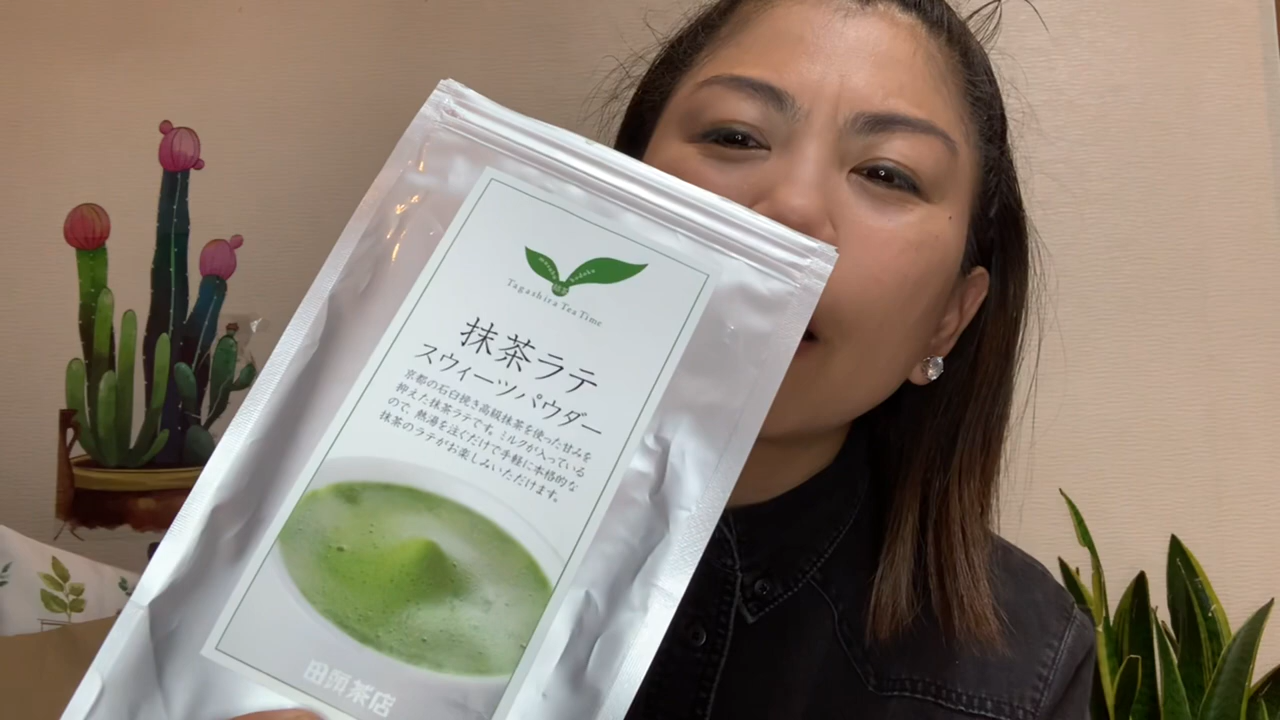 Tagashira Tea Time
抹茶ラテ
スウィーツパウダー
京都の石臼挽き高級抹茶を使った甘みを
抑えた抹茶ラテです。ミルクが入っている
ので、熱湯を注ぐだけで手軽に本格的な
抹茶のラテがお楽しみいただけます。
田頭茶店